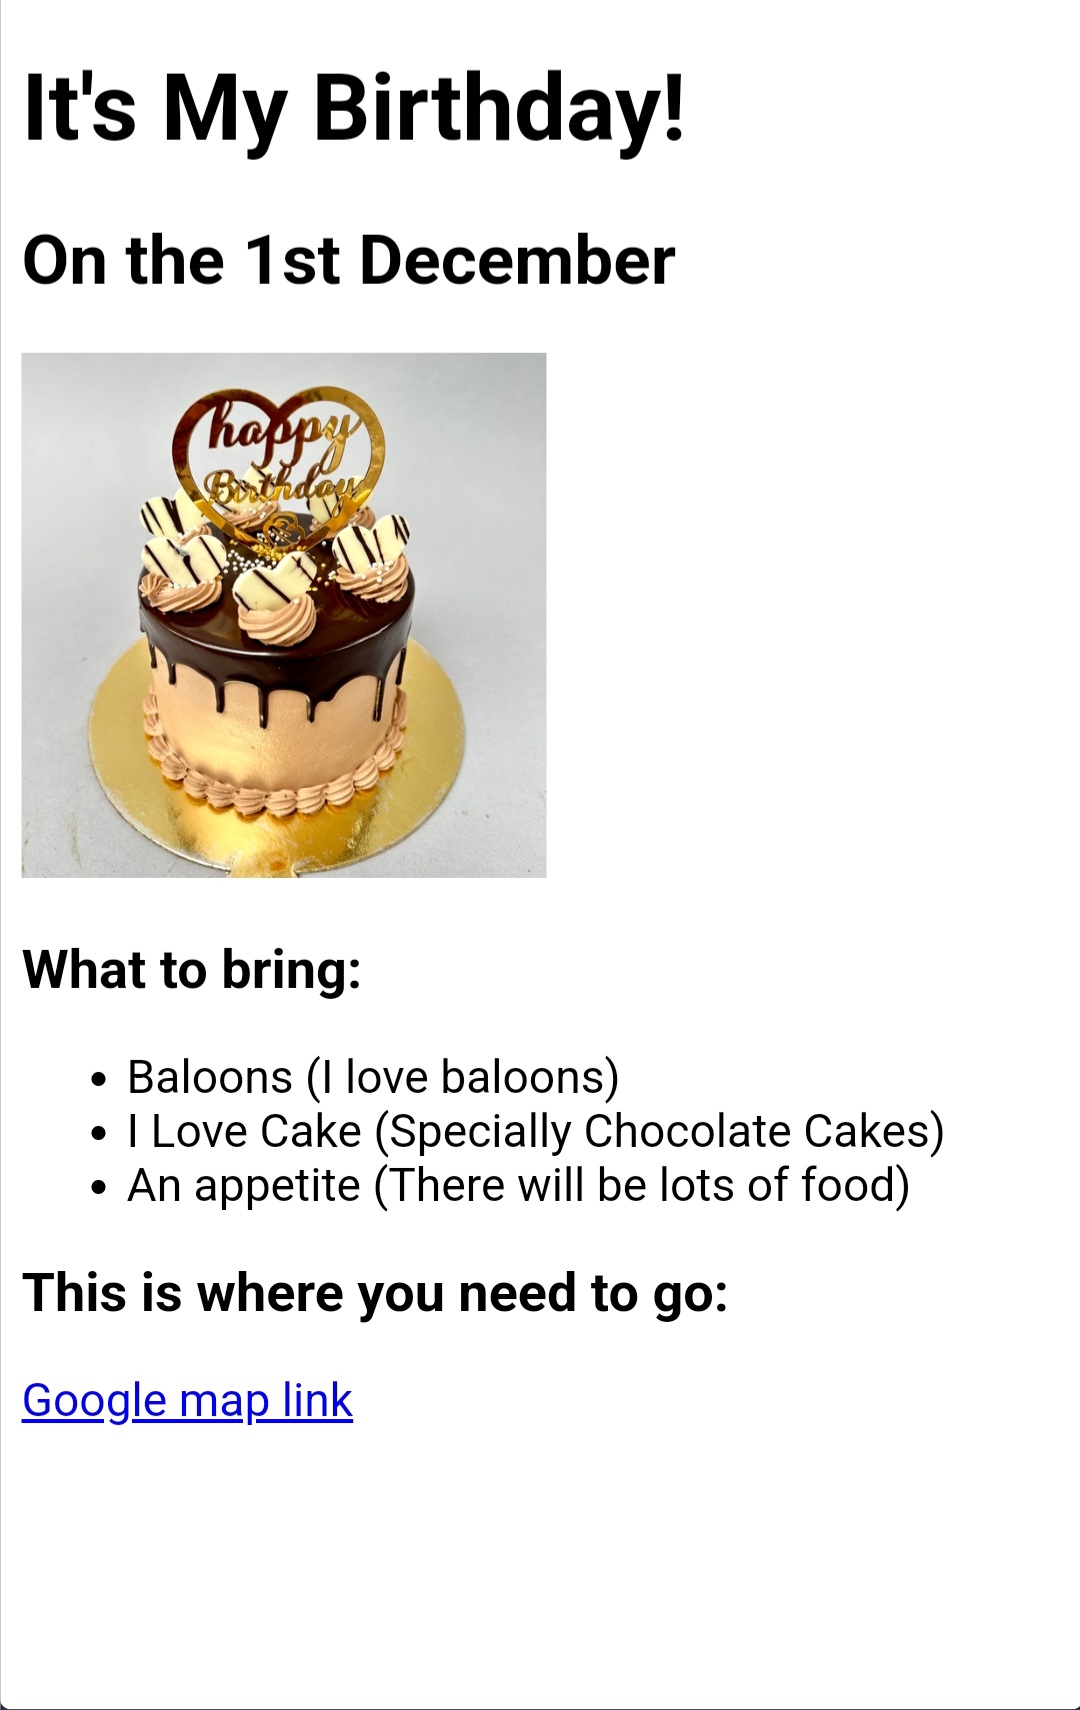 It's My Birthday!
On the 1st December
happy
Birthday
What to bring:
Baloons (I love baloons)
I Love Cake (Specially Chocolate Cakes)
An appetite (There will be lots of food)
This is where you need to go:
Google map link